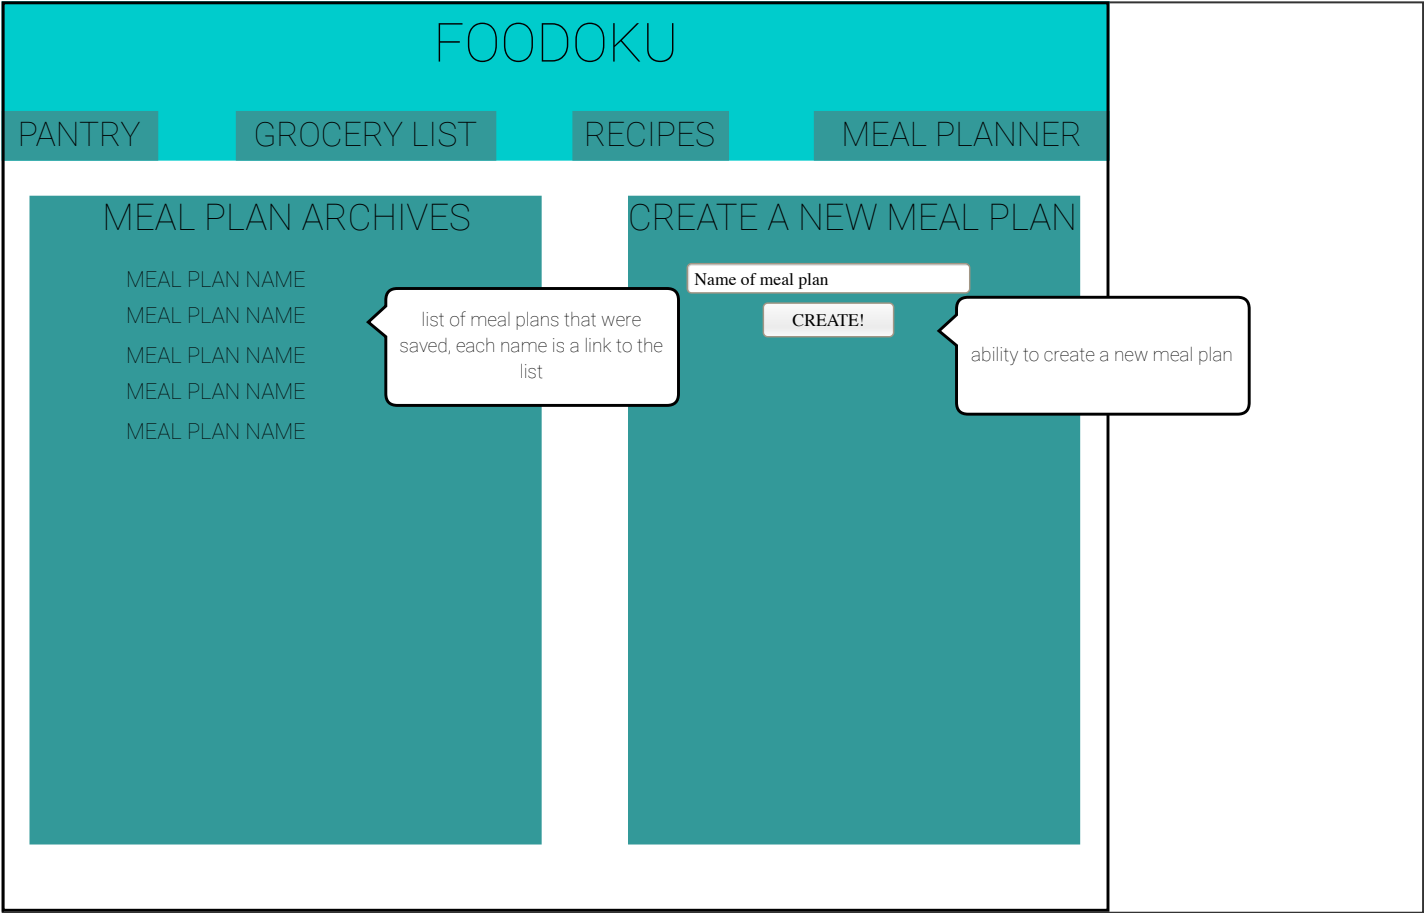 FOODOKU
PANTRY
GROCERY LIST
RECIPES
MEAL PLANNER
MEAL PLAN ARCHIVES
MEAL PLAN NAME
MEAL PLAN NAME
MEAL PLAN NAME
MEAL PLAN NAME
MEAL PLAN NAME
list of meal plans that were
saved, each name is a link to the
list
CREATE A NEW MEAL PLAN
Name of meal plan
CREATE!
ability to create a new meal plan